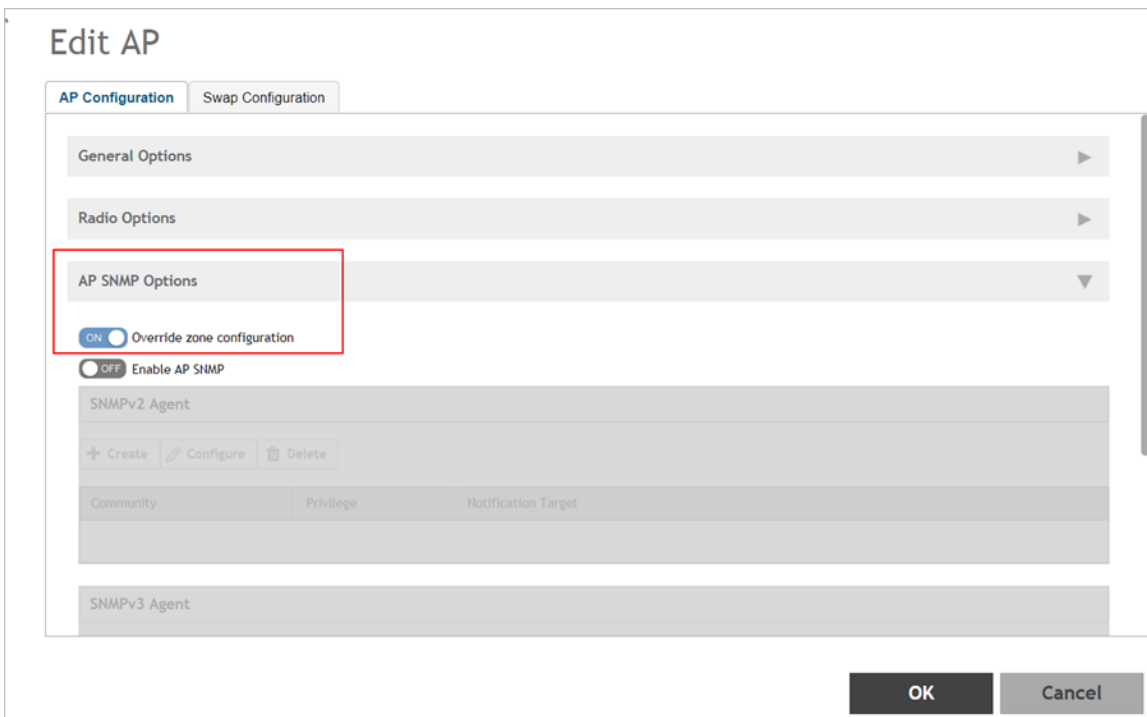 Edit AP
AP Configuration Swap Configuration
General Options
Radio Options
AP SNMP Options
ON Override zone configuration
OFF Enable AP SNMP
SNMPv2 Agent
Create Configure Delete
Community Privilege Notification Target
SNMPv3 Agent
OK Cancel